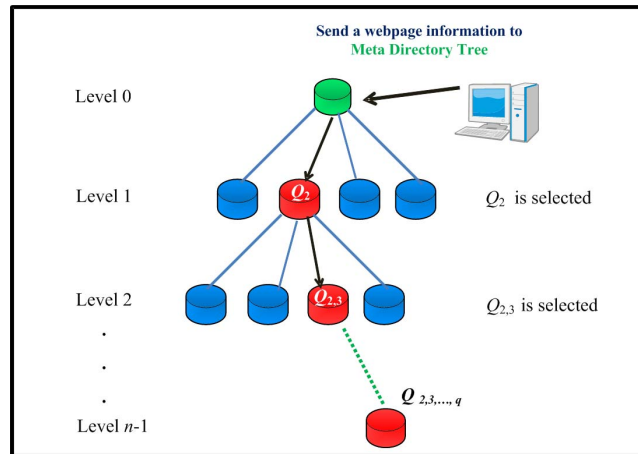 Send a webpage information to
Meta Directory Tree
Level 0
Level 1
Q2
Q2 is selected
Level 2
Q2,3
Q2,3 is selected
.
.
.
Q 2,3,..., q
Level n-1